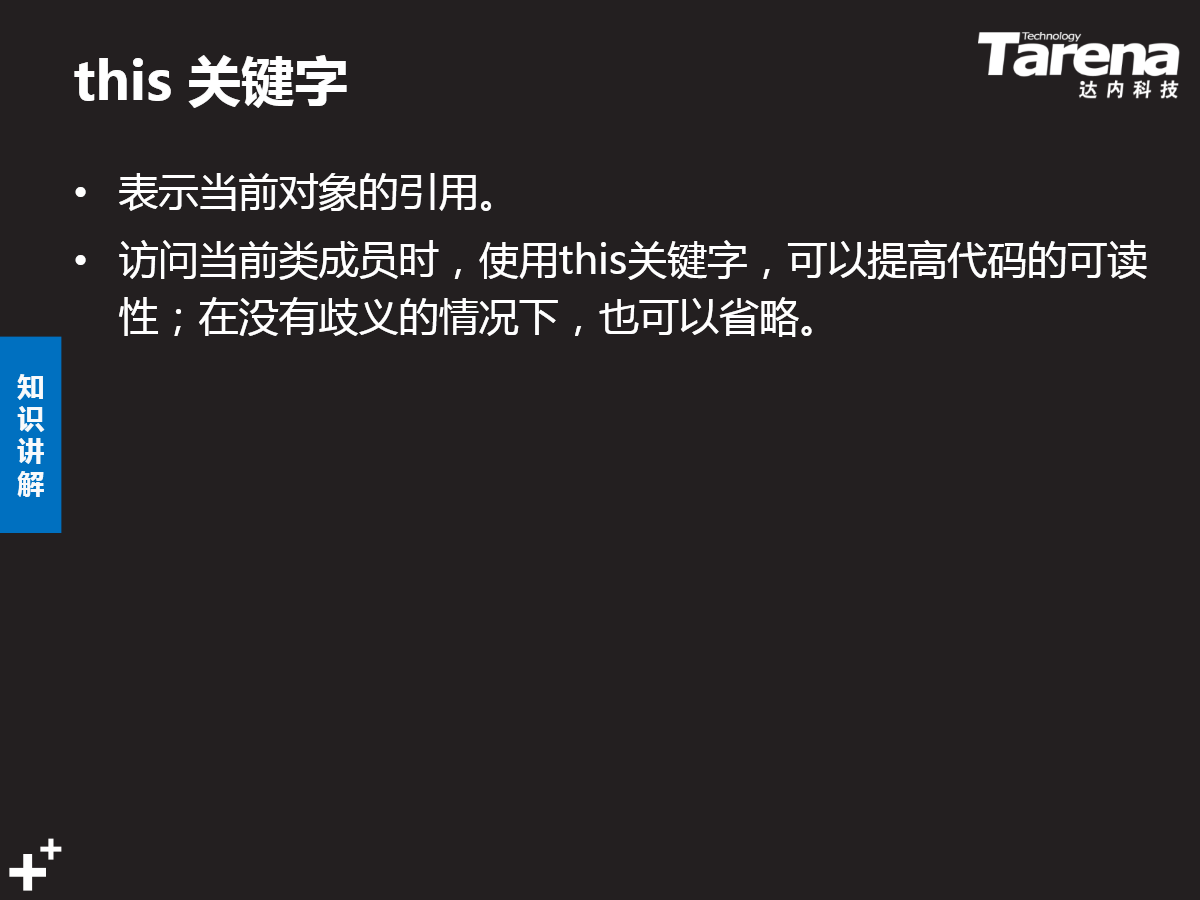 this 关键字
Technology
Tarena
达内科技
• 表示当前对象的引用。
• 访问当前类成员时，使用this关键字，可以提高代码的可读
性；在没有歧义的情况下，也可以省略。
知
识
讲
解